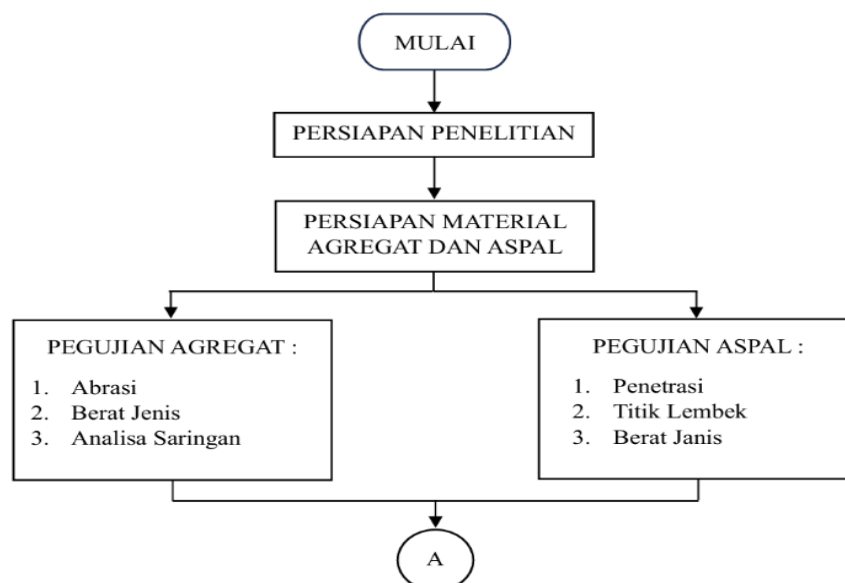 MULAI
PERSIAPAN PENELITIAN
PERSIAPAN MATERIAL
AGREGAT DAN ASPAL
PEGUJIAN AGREGAT :
1. Abrasi
2. Berat Jenis
3. Analisa Saringan
PEGUJIAN ASPAL :
1. Penetrasi
2. Titik Lembek
3. Berat Janis
A